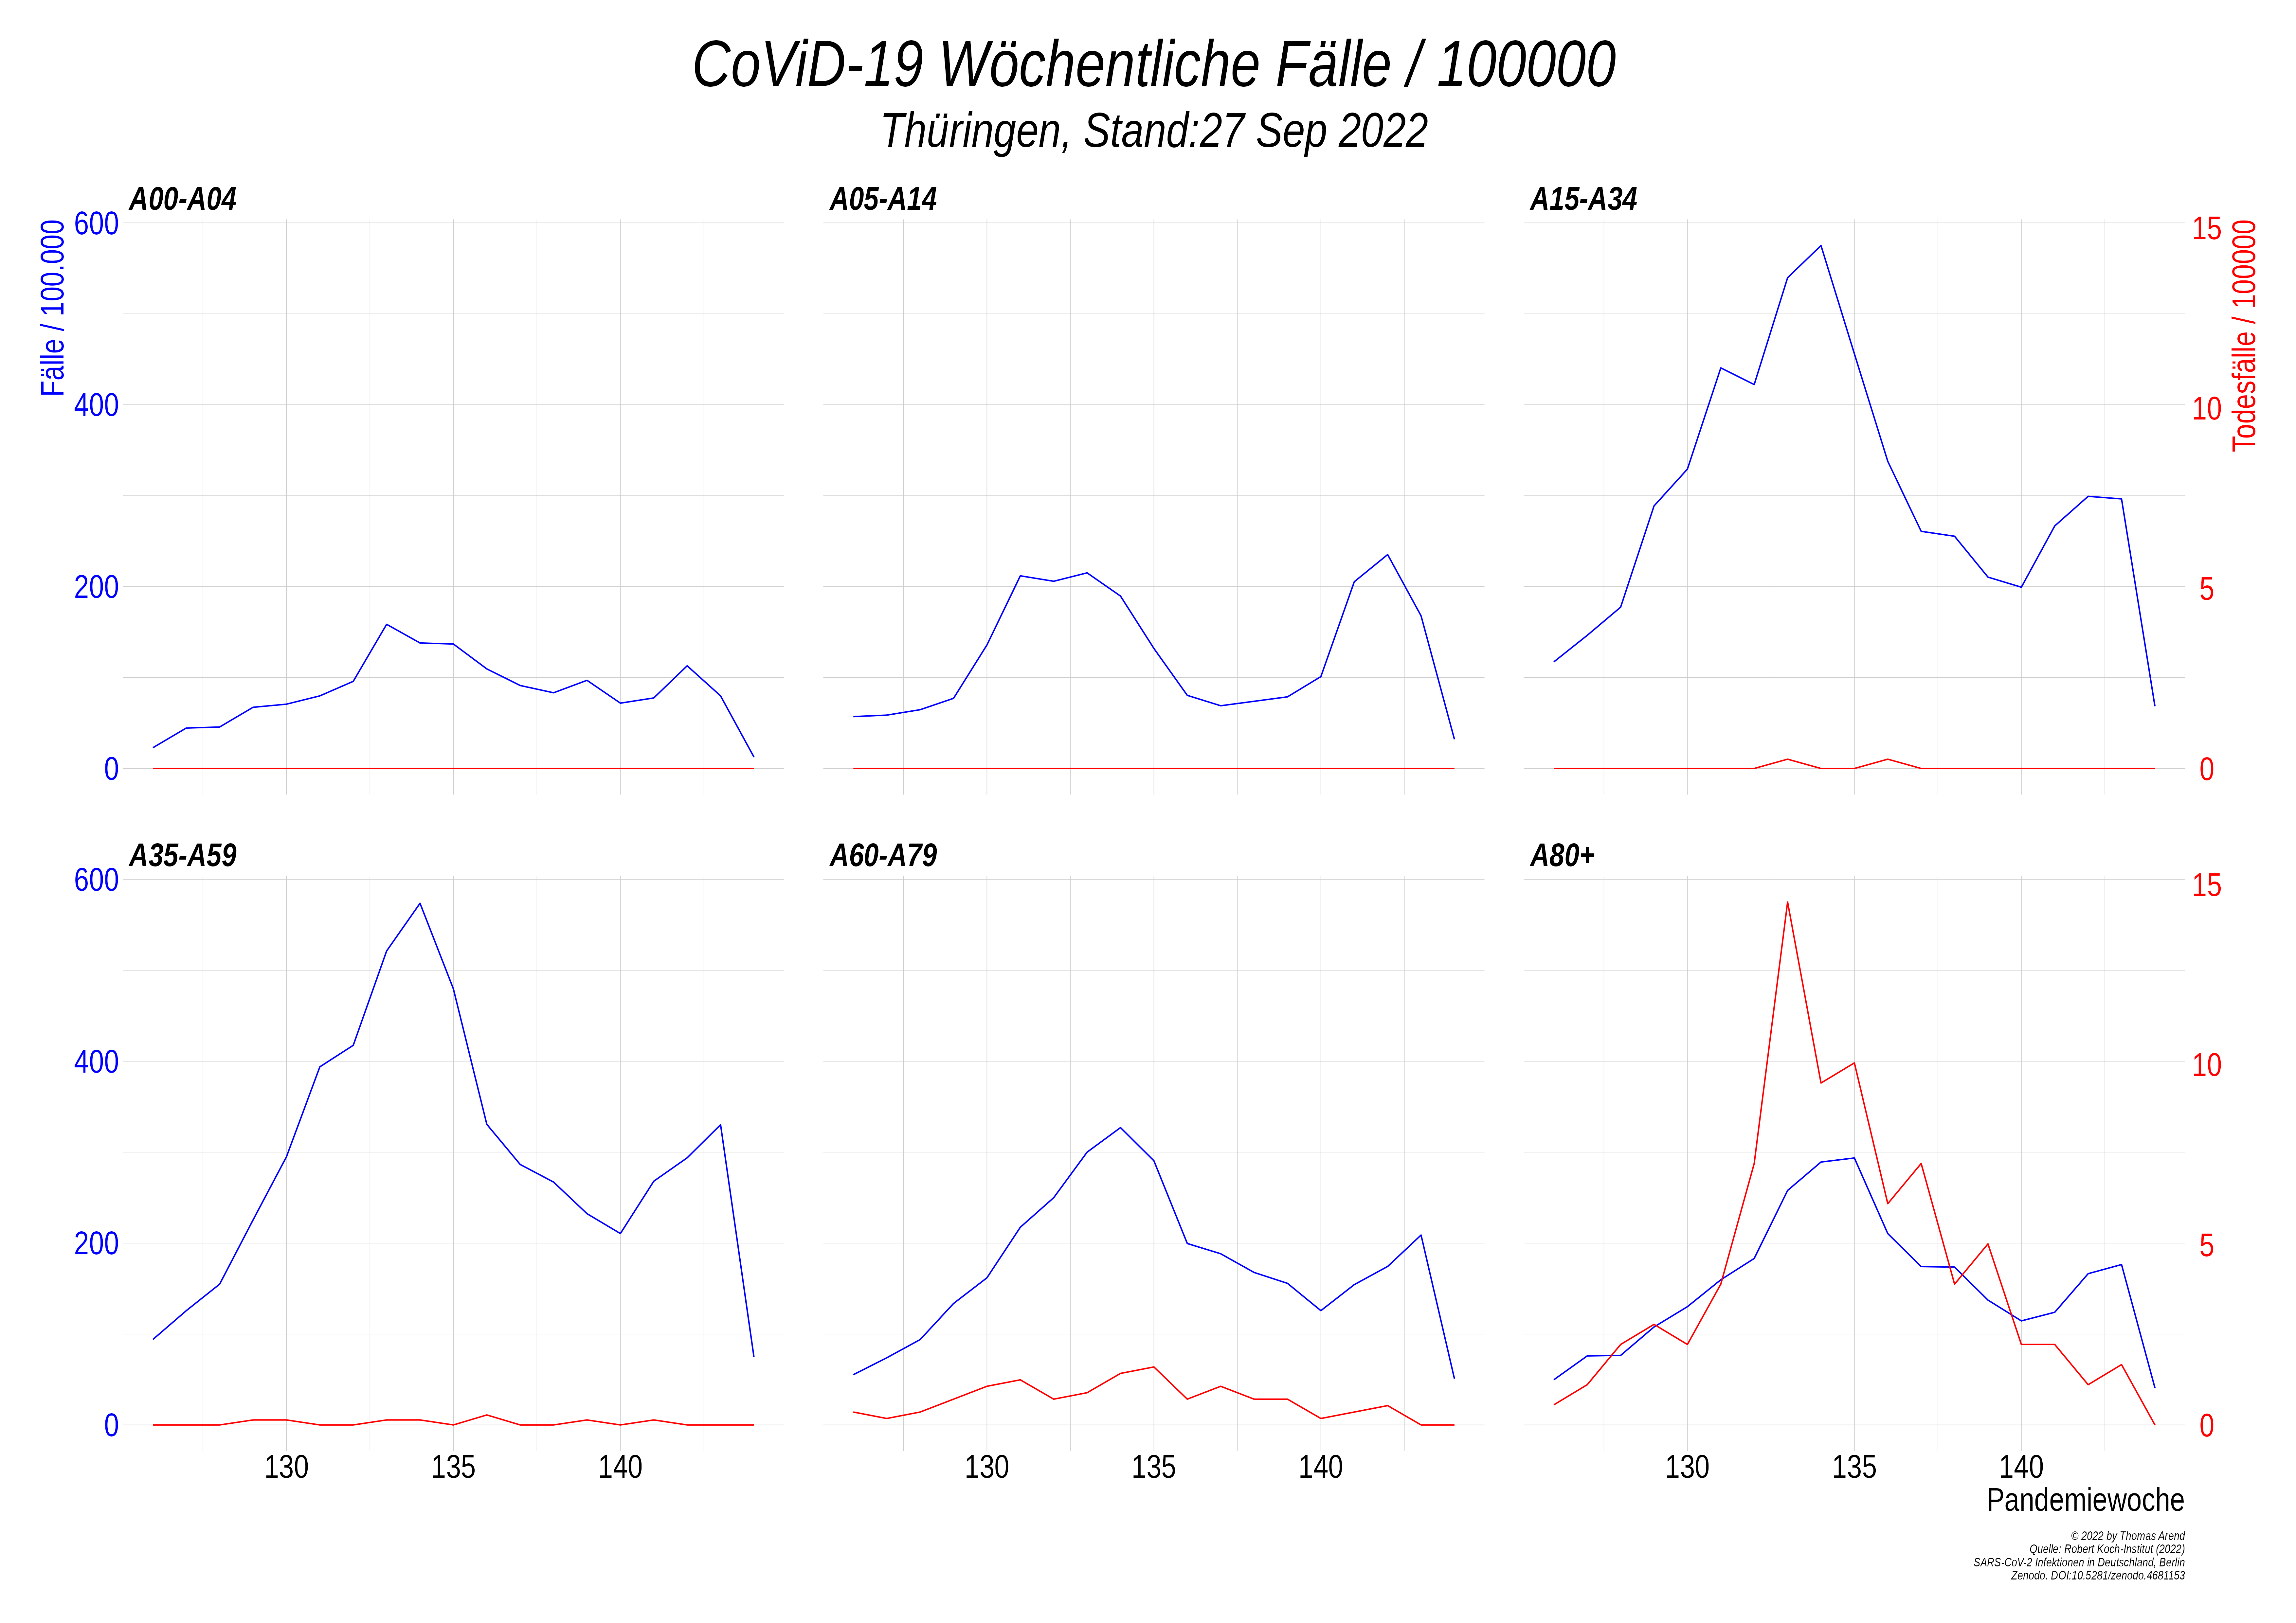 CoViD-19 Wöchentliche Fälle / 100000
Thüringen, Stand:27 Sep 2022
A00-A04
A05-A14
A15-A34
Fälle / 100.000
600
400
200
0
15
10
5
0
Todesfälle / 100000
A35-A59
A60-A79
A80+
600
400
200
0
15
10
5
0
130 135 140
130 135 140
130 135 140
Pandemiewoche
© 2022 by Thomas Arend
Quelle: Robert Koch-Institut (2022)
SARS-CoV-2 Infektionen in Deutschland, Berlin
Zenodo. DOI:10.5281/zenodo.4681153